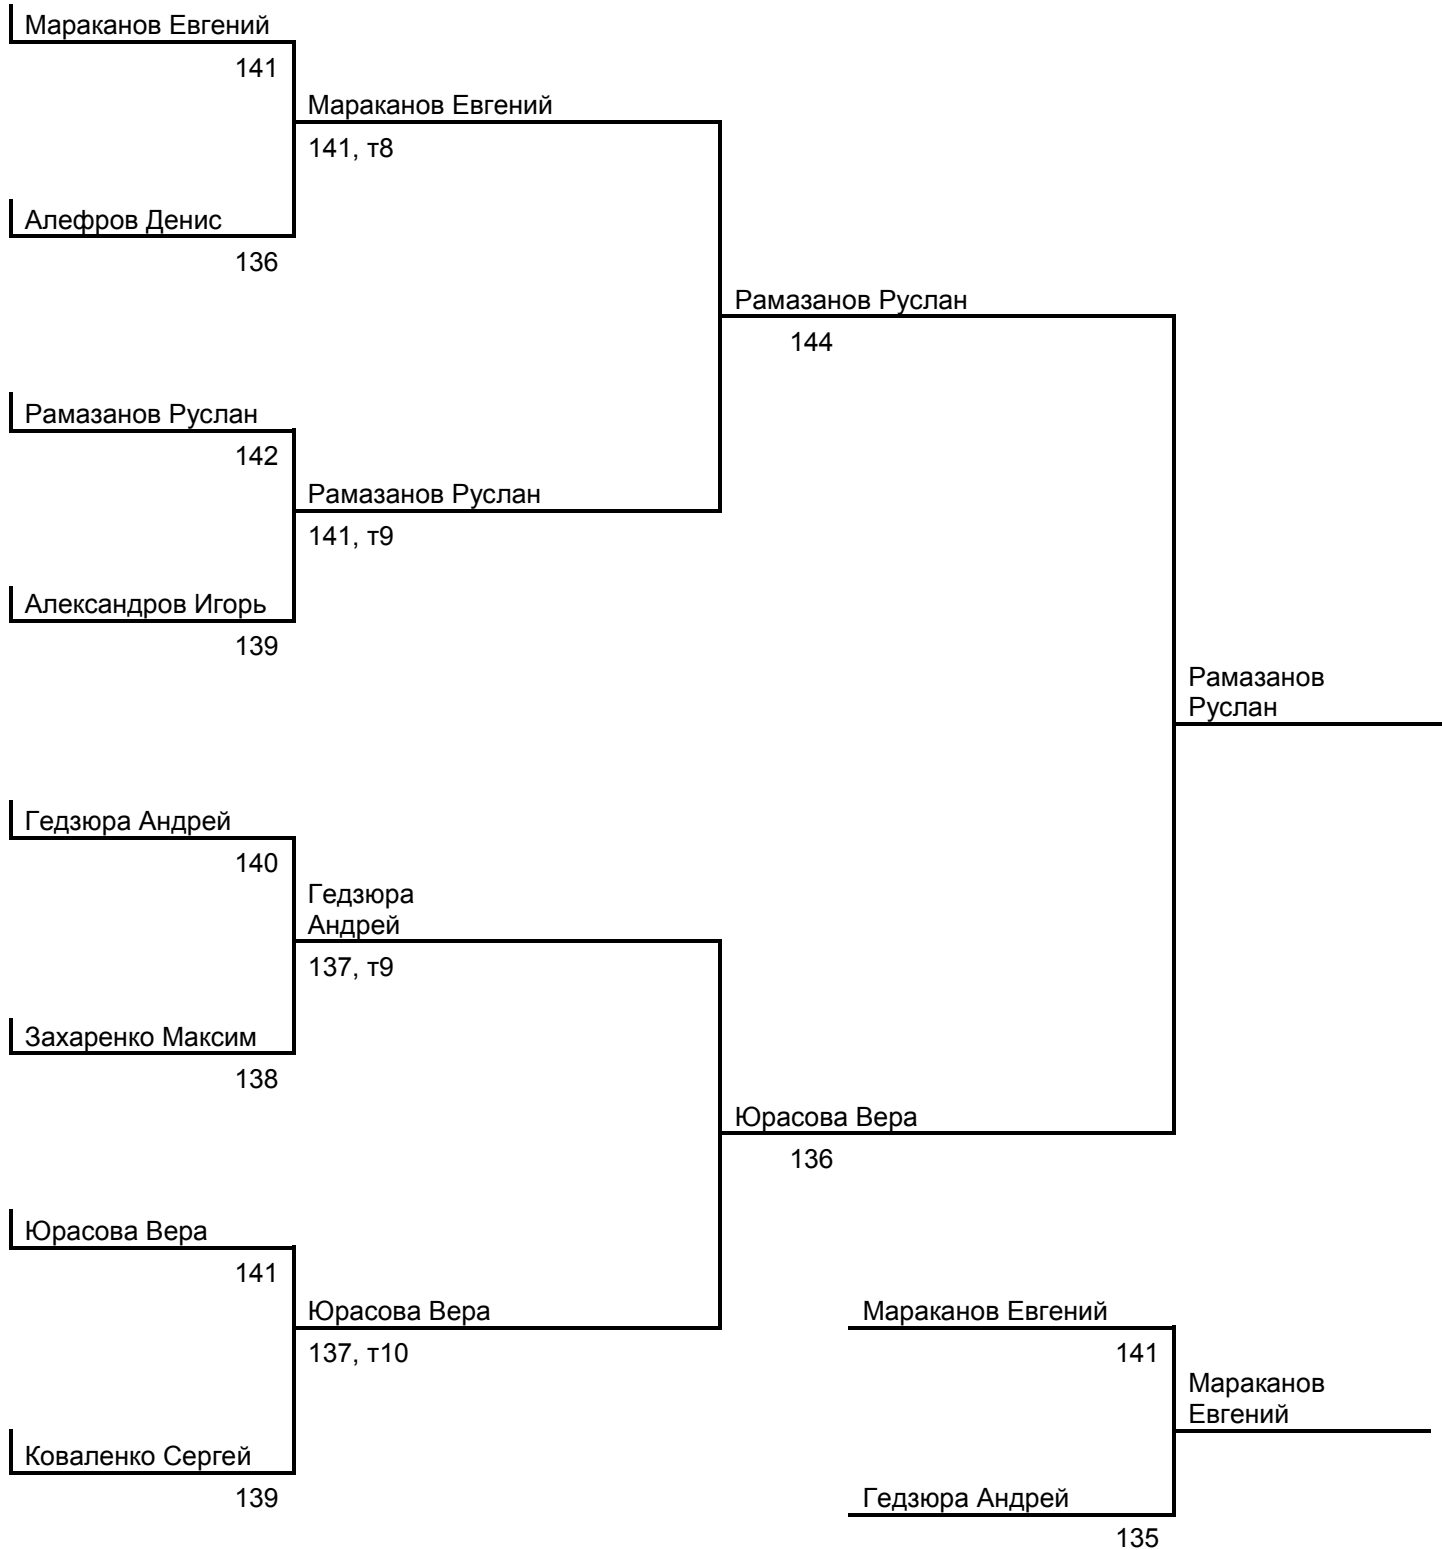 Мараканов Евгений
141
Мараканов Евгений
141, т8
Алефров Денис
136
Рамазанов Руслан
144
Рамазанов Руслан
142
Рамазанов Руслан
141, т9
Александров Игорь
139
Рамазанов
Руслан
Гедзюра Андрей
140
Гедзюра
Андрей
137, т9
Захаренко Максим
138
Юрасова Вера
136
Юрасова Вера
141
Юрасова Вера
137, т10
Мараканов Евгений
141
Мараканов
Евгений
Коваленко Сергей
139
Гедзюра Андрей
135